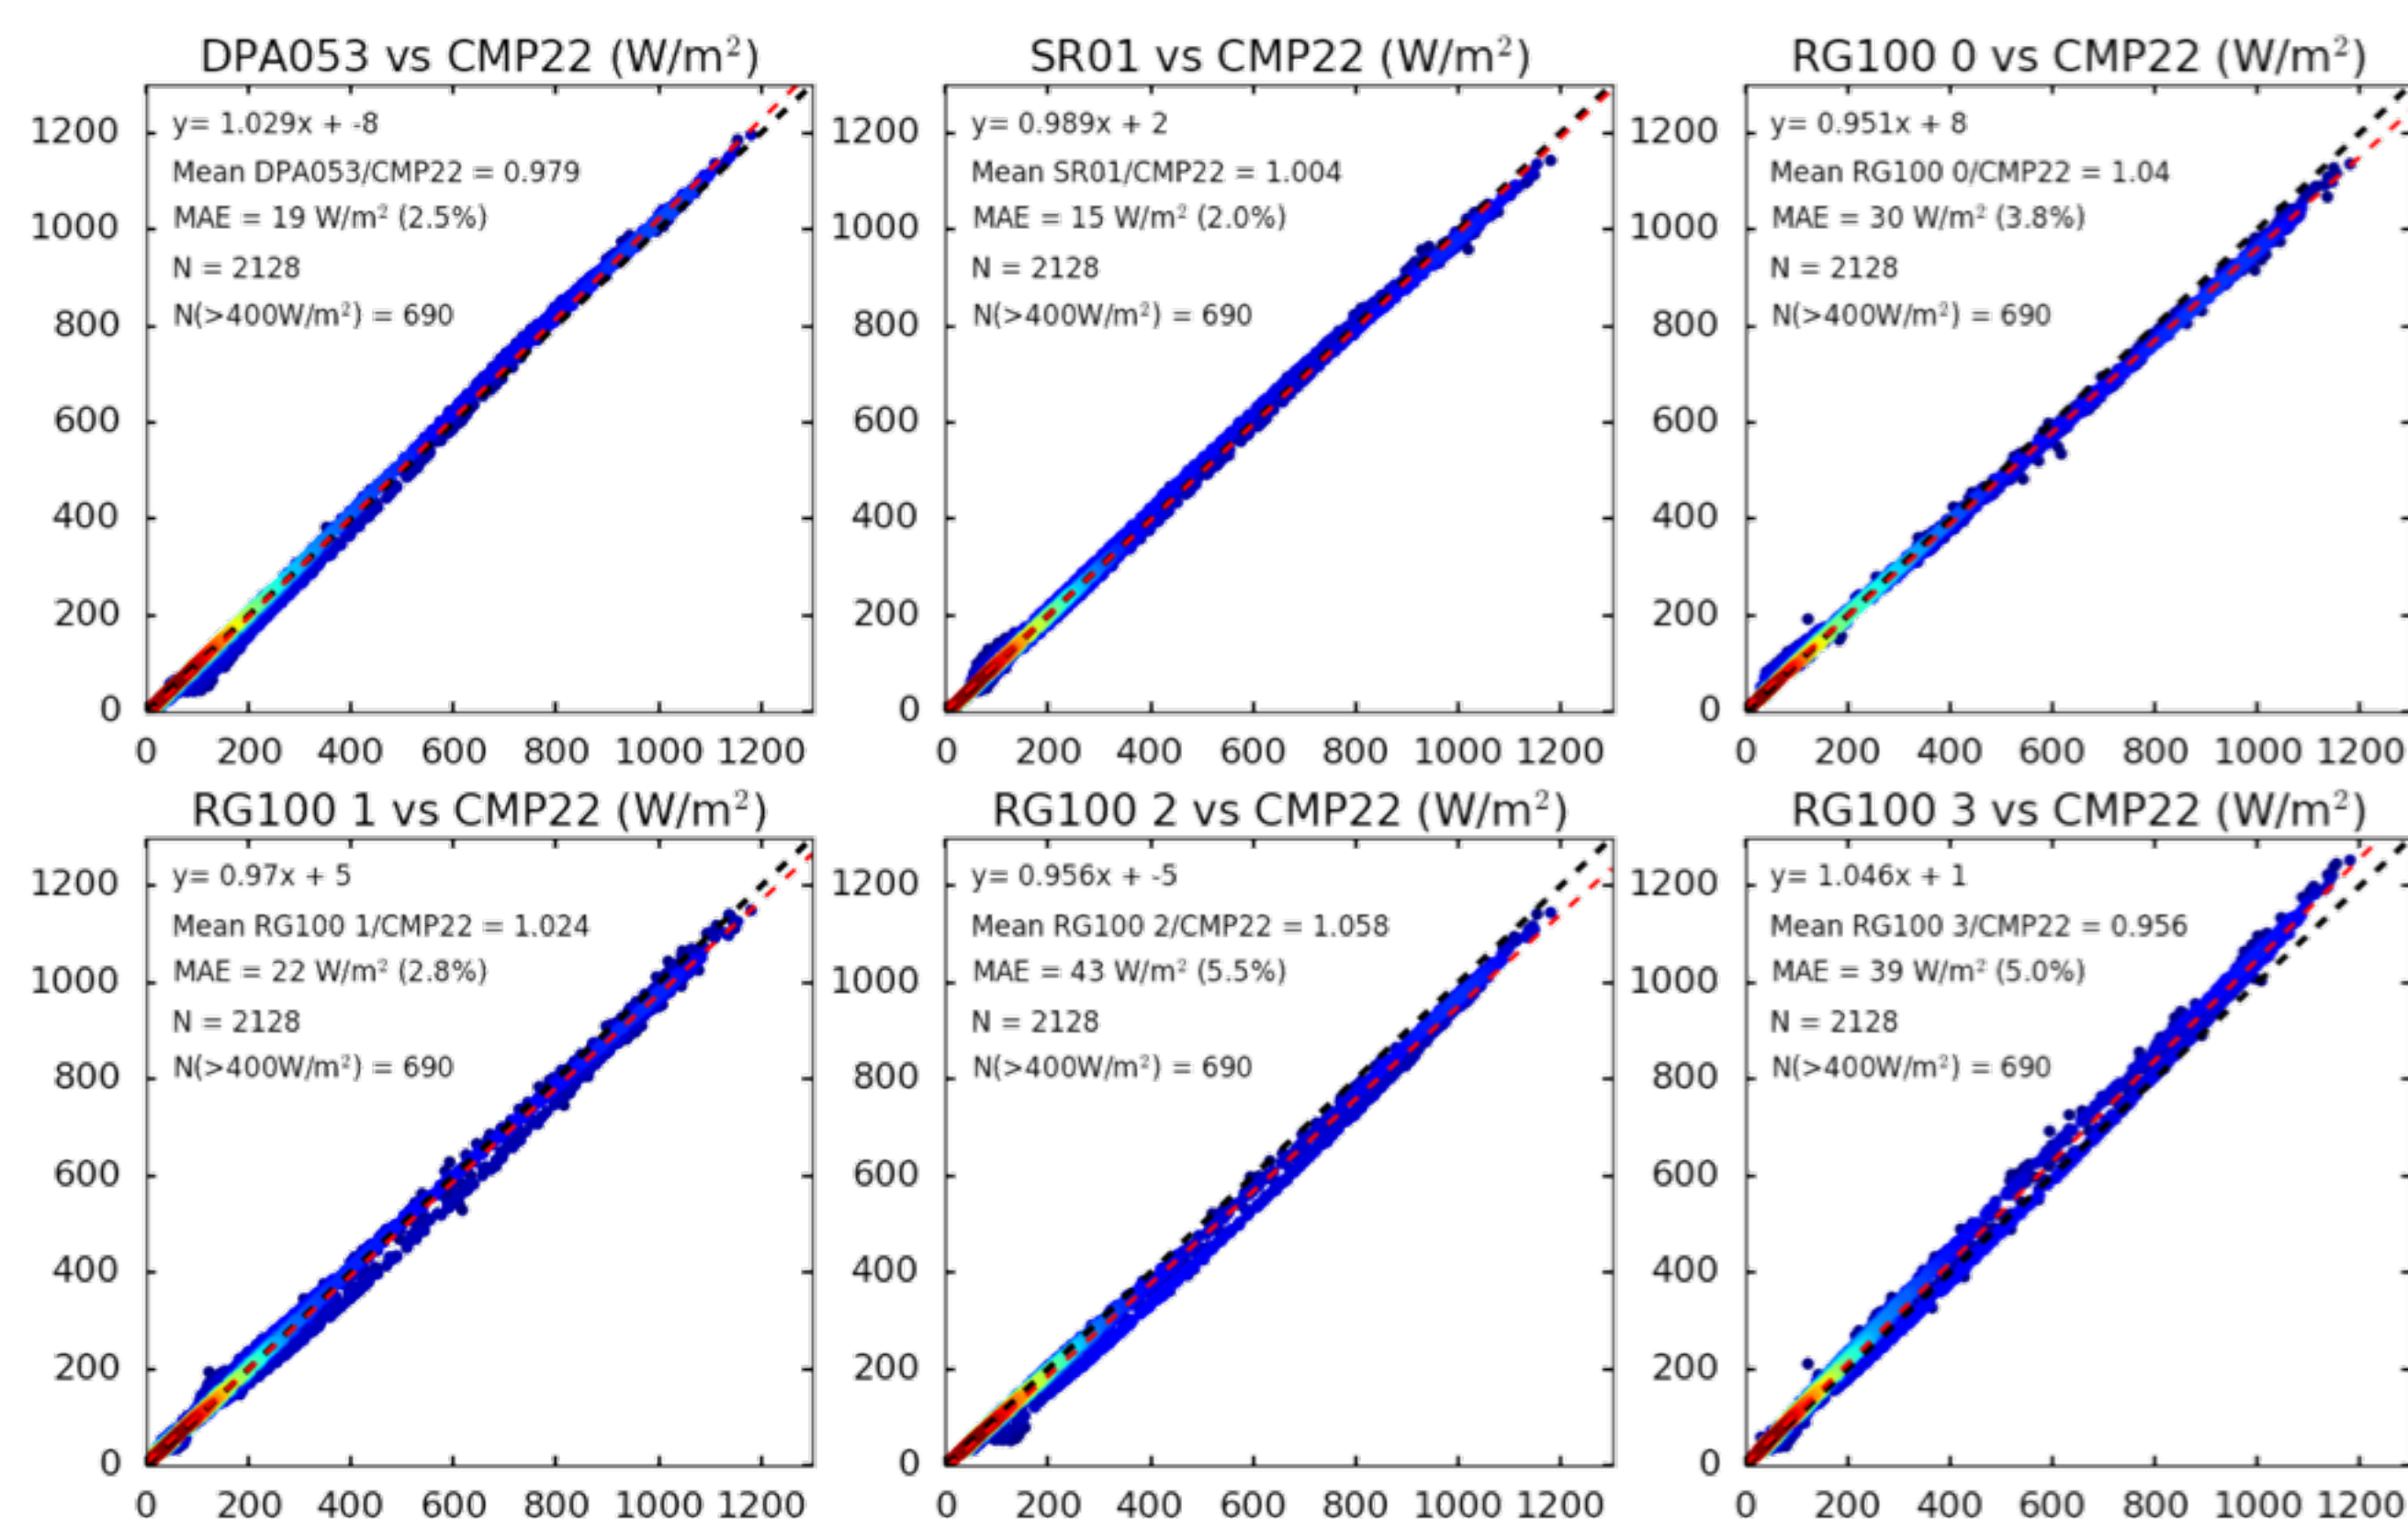 DPA053 vs CMP22 (W/m²)
y= 1.029x + -8
Mean DPA053/CMP22 = 0.979
MAE = 19 W/m² (2.5%)
N = 2128
N(>400W/m²) = 690
1200
1000
800
600
400
200
0
0 200 400 600 800 1000 1200
SR01 vs CMP22 (W/m²)
y= 0.989x + 2
Mean SR01/CMP22 = 1.004
MAE = 15 W/m² (2.0%)
N = 2128
N(>400W/m²) = 690
1200
1000
800
600
400
200
0
0 200 400 600 800 1000 1200
RG100 0 vs CMP22 (W/m²)
y= 0.951x + 8
Mean RG100 0/CMP22 = 1.04
MAE = 30 W/m² (3.8%)
N = 2128
N(>400W/m²) = 690
1200
1000
800
600
400
200
0
0 200 400 600 800 1000 1200
RG100 1 vs CMP22 (W/m²)
y= 0.97x + 5
Mean RG100 1/CMP22 = 1.024
MAE = 22 W/m² (2.8%)
N = 2128
N(>400W/m²) = 690
1200
1000
800
600
400
200
0
0 200 400 600 800 1000 1200
RG100 2 vs CMP22 (W/m²)
y= 0.956x + -5
Mean RG100 2/CMP22 = 1.058
MAE = 43 W/m² (5.5%)
N = 2128
N(>400W/m²) = 690
1200
1000
800
600
400
200
0
0 200 400 600 800 1000 1200
RG100 3 vs CMP22 (W/m²)
y= 1.046x + 1
Mean RG100 3/CMP22 = 0.956
MAE = 39 W/m² (5.0%)
N = 2128
N(>400W/m²) = 690
1200
1000
800
600
400
200
0
0 200 400 600 800 1000 1200